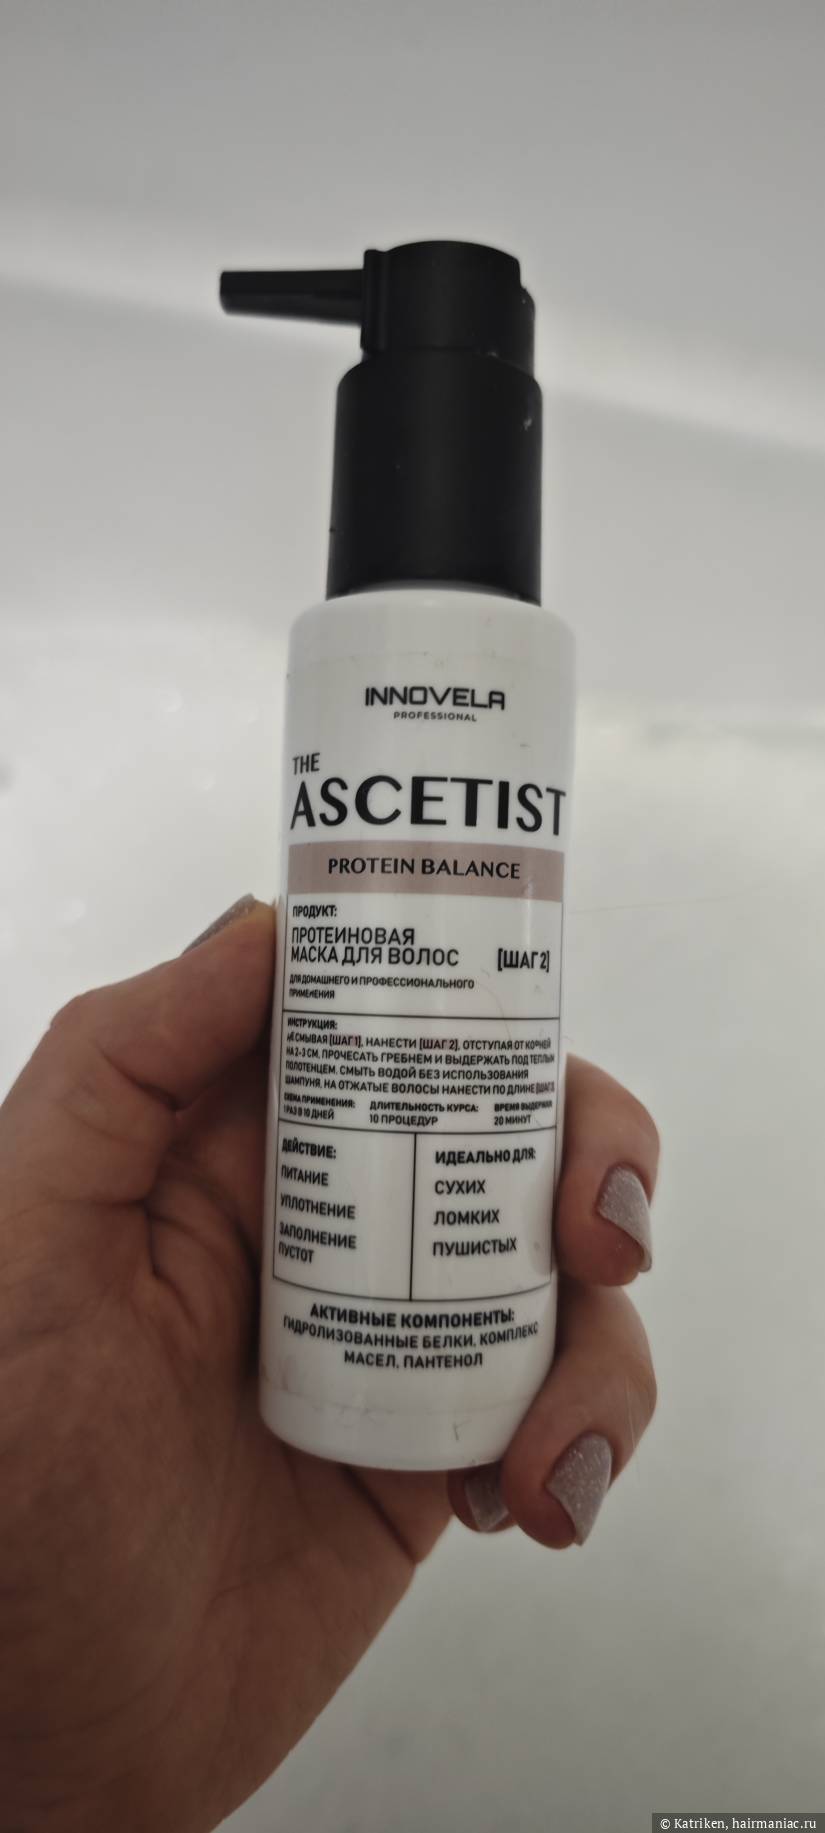 INNOVELA
PROFESSIONAL
THE
ASCETIST
PROTEIN BALANCE
ПРОДУКТ:
ПРОТЕИНОВАЯ
МАСКА ДЛЯ ВОЛОС [ШАГ 2]
ДЛЯ ДОМАШНЕГО И ПРОФЕССИОНАЛЬНОГО
ПРИМЕНЕНИЯ
ИНСТРУКЦИЯ:
НЕ СМЫВАЯ [ШАГ 1], НАНЕСТИ [ШАГ 2], ОТСТУПАЯ ОТ КОРНЕЙ
НА 2-3 СМ, ПРОЧЕСАТЬ ГРЕБНЕМ И ВЫДЕРЖАТЬ ПОД ТЕПЛЫМ
ПОЛОТЕНЦЕМ. СМЫТЬ ВОДОЙ БЕЗ ИСПОЛЬЗОВАНИЯ
ШАМПУНЯ. НА ОТЖАТЫЕ ВОЛОСЫ НАНЕСТИ ПО ДЛИНЕ [ШАГ 3]
СХЕМА ПРИМЕНЕНИЯ: ДЛИТЕЛЬНОСТЬ КУРСА: ВРЕМЯ ВЫДЕРЖКИ:
1 РАЗ В 10 ДНЕЙ 10 ПРОЦЕДУР 20 МИНУТ
ДЕЙСТВИЕ:
ПИТАНИЕ
УПЛОТНЕНИЕ
ЗАПОЛНЕНИЕ
ПУСТОТ
ИДЕАЛЬНО ДЛЯ:
СУХИХ
ЛОМКИХ
ПУШИСТЫХ
АКТИВНЫЕ КОМПОНЕНТЫ:
ГИДРОЛИЗОВАННЫЕ БЕЛКИ, КОМПЛЕКС
МАСЕЛ, ПАНТЕНОЛ
© Katriken, hairmaniac.ru